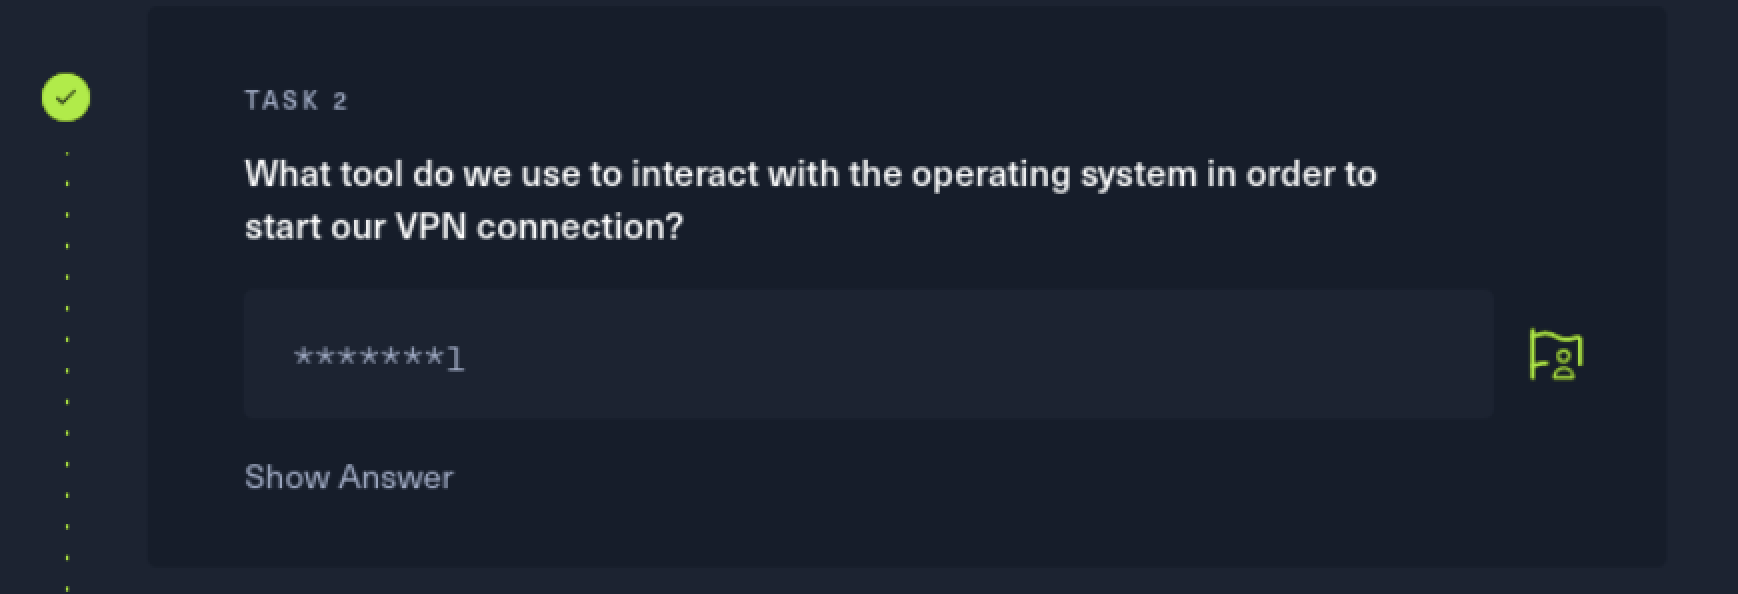 TASK 2
What tool do we use to interact with the operating system in order to
start our VPN connection?
*******l
Show Answer